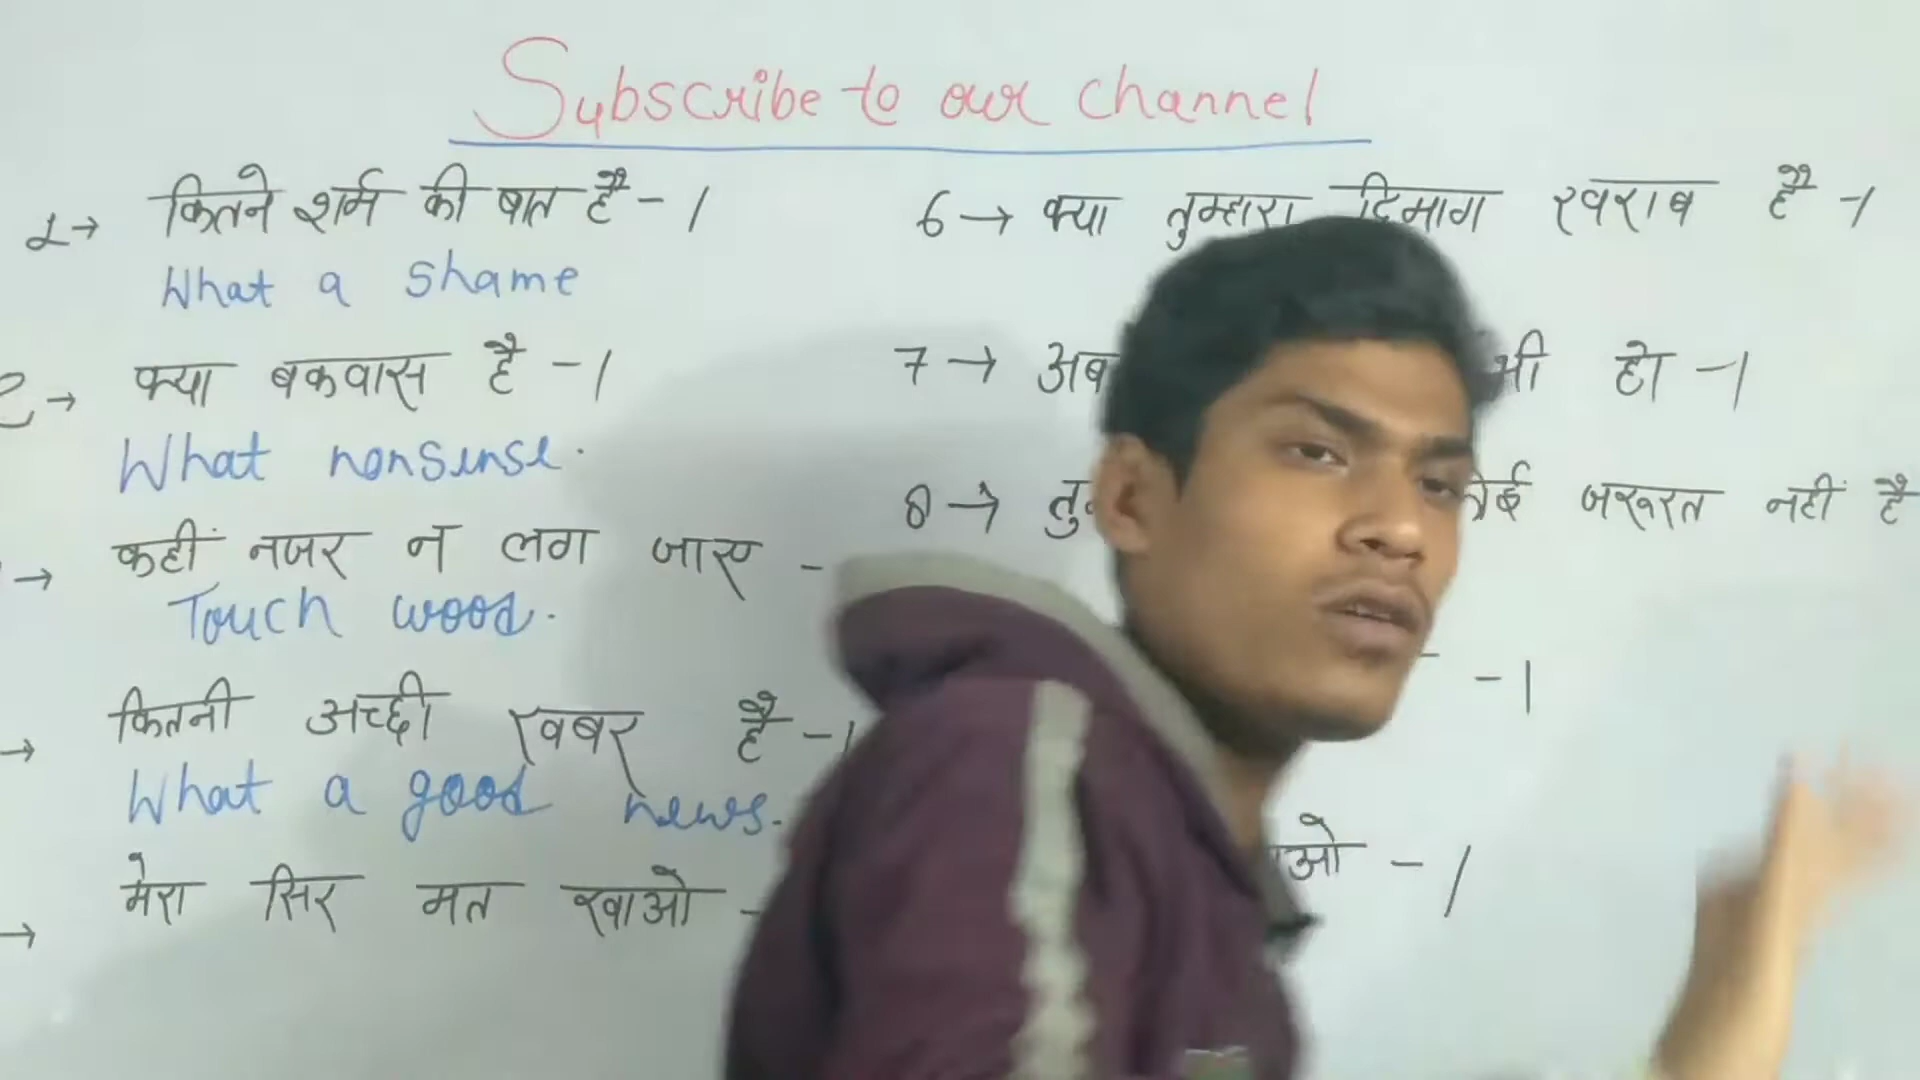 Subscribe to our channel
1→ कितने शर्म की बात है - |
What a shame
2→ क्या बकवास है - |
What nonsense.
→ कहीं नजर न लग जाए -
Touch wood.
→ कितनी अच्छी खबर है - |
What a good news.
→ मेरा सिर मत खाओ -
6→ क्या तुम्हारा दिमाग खराब है - |
7→ अब भी हो - |
8→ जरूरत नहीं है
- |
- |